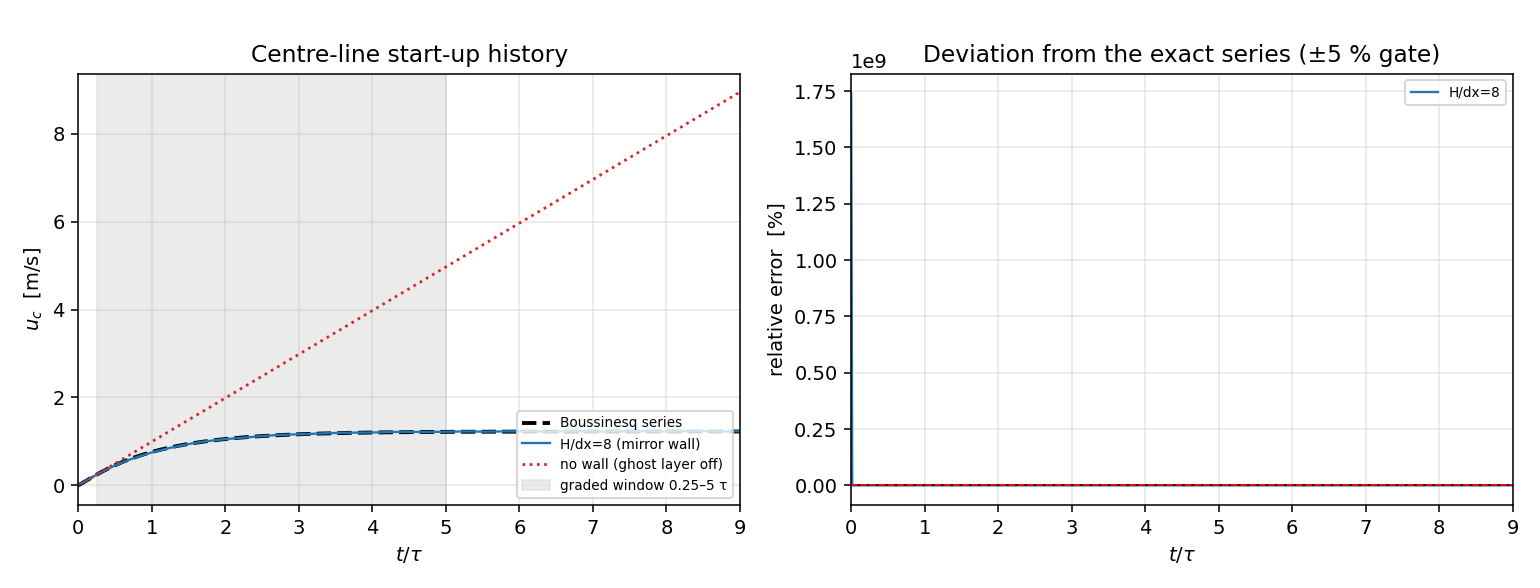 Centre-line start-up history
8
6
4
2
0
u_c [m/s]
0 1 2 3 4 5 6 7 8 9
t/τ
Boussinesq series
H/dx=8 (mirror wall)
no wall (ghost layer off)
graded window 0.25–5 τ
Deviation from the exact series (±5 % gate)
1e9
1.75
1.50
1.25
1.00
0.75
0.50
0.25
0.00
relative error [%]
0 1 2 3 4 5 6 7 8 9
t/τ
H/dx=8